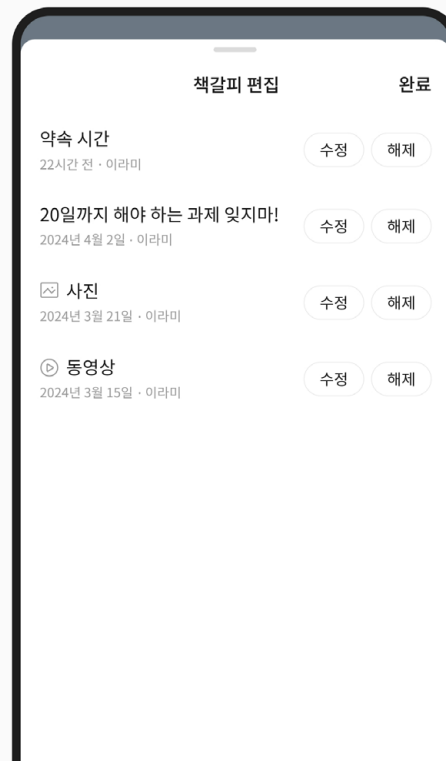 책갈피 편집 완료
약속 시간 수정 해제
22시간 전 · 이라미
20일까지 해야 하는 과제 잊지마! 수정 해제
2024년 4월 2일 · 이라미
사진 수정 해제
2024년 3월 21일 · 이라미
동영상 수정 해제
2024년 3월 15일 · 이라미